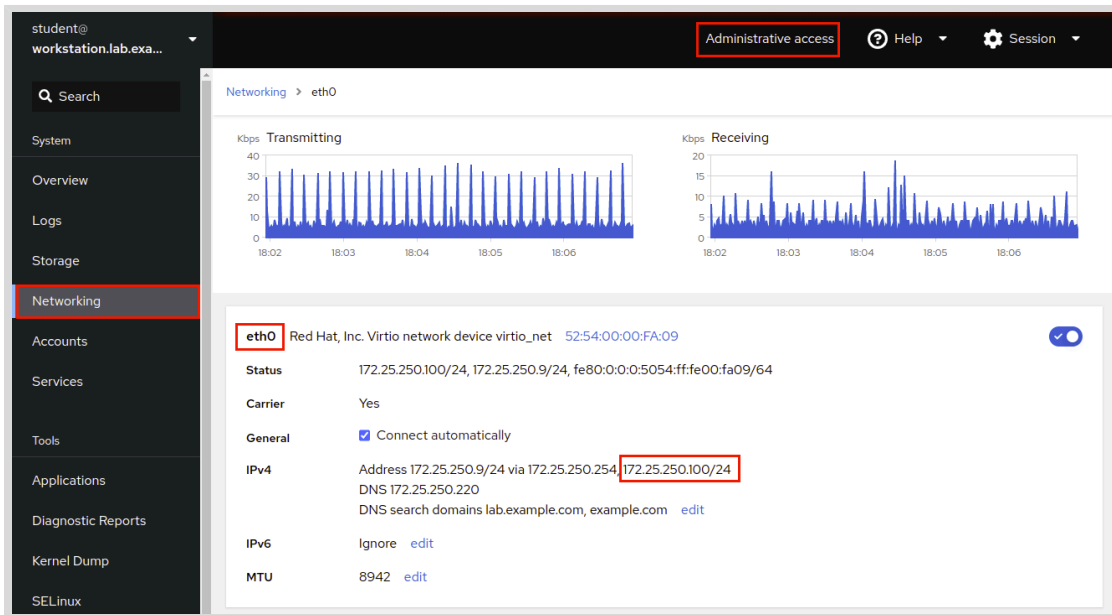 student@
workstation.lab.exa...
Administrative access
Help
Session
Search
System
Overview
Logs
Storage
Networking
Accounts
Services
Tools
Applications
Diagnostic Reports
Kernel Dump
SELinux
Networking > eth0
Kbps Transmitting
40
30
20
10
0
18:02 18:03 18:04 18:05 18:06
Kbps Receiving
20
15
10
5
0
18:02 18:03 18:04 18:05 18:06
eth0 Red Hat, Inc. Virtio network device virtio_net 52:54:00:00:FA:09
Status 172.25.250.100/24, 172.25.250.9/24, fe80:0:0:0:5054:ff:fe00:fa09/64
Carrier Yes
General Connect automatically
IPv4 Address 172.25.250.9/24 via 172.25.250.254, 172.25.250.100/24
DNS 172.25.250.220
DNS search domains lab.example.com, example.com edit
IPv6 Ignore edit
MTU 8942 edit